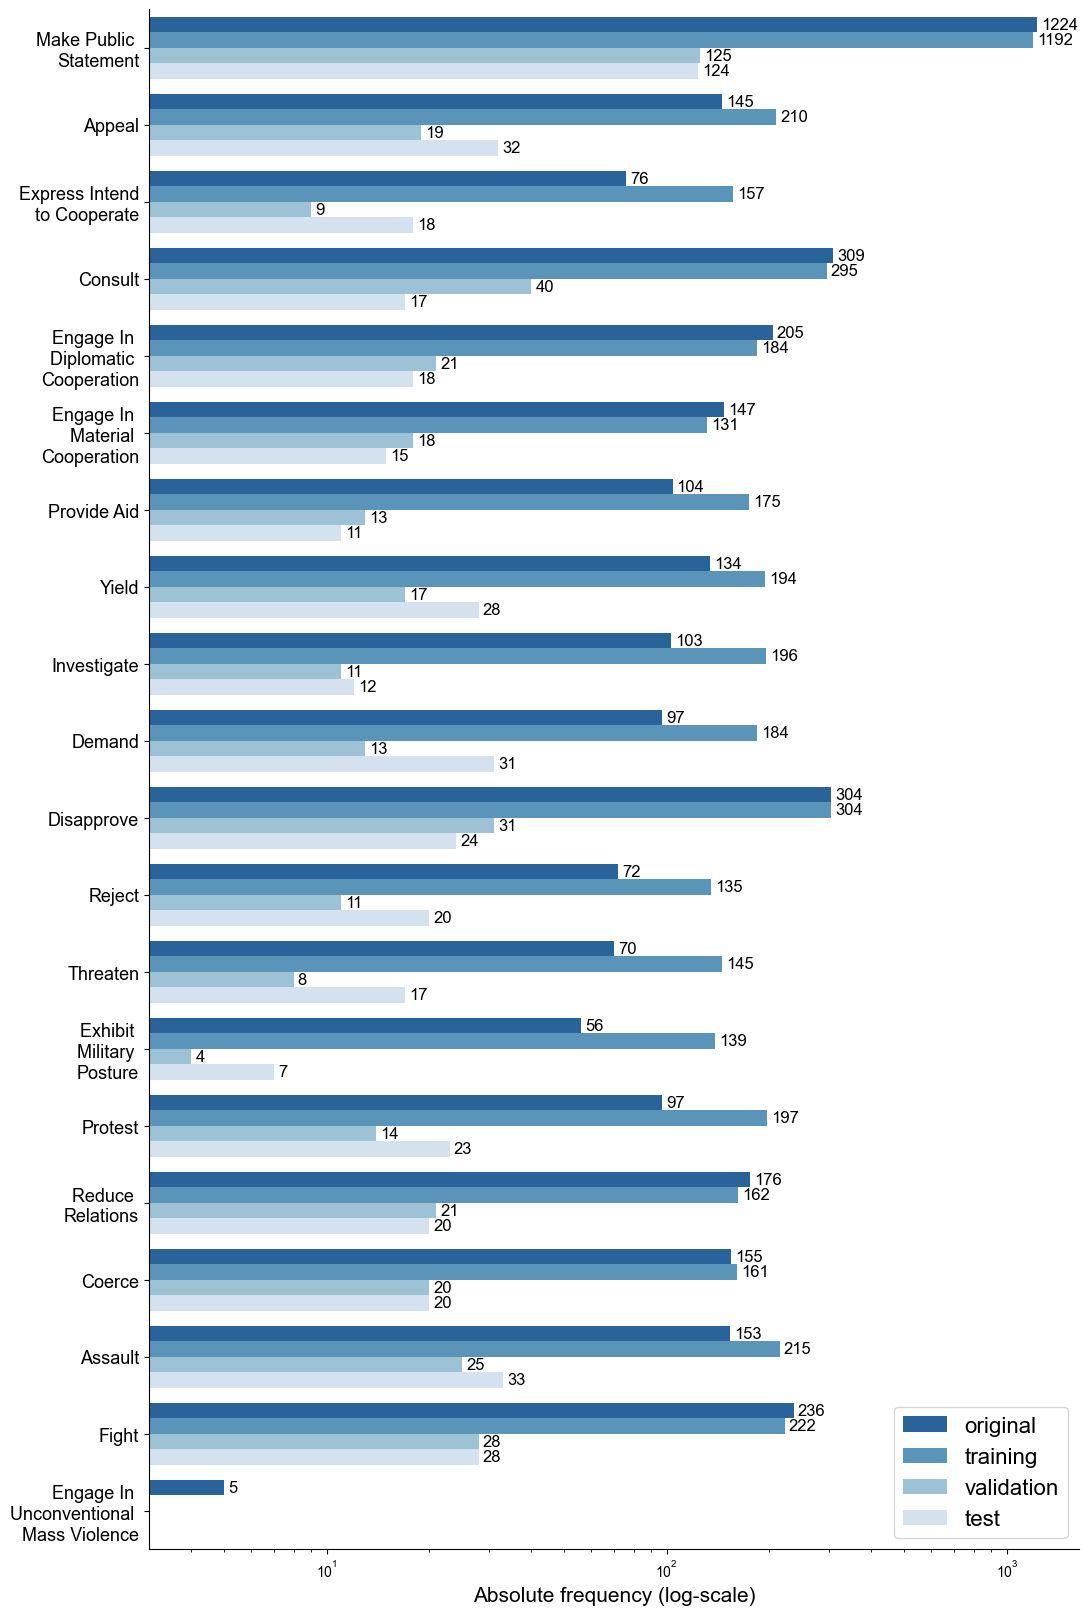 Make Public
Statement
1224
1192
125
124
Appeal
145
210
19
32
Express Intend
to Cooperate
76
157
9
18
Consult
309
295
40
17
Engage In
Diplomatic
Cooperation
205
184
21
18
Engage In
Material
Cooperation
147
131
18
15
Provide Aid
104
175
13
11
Yield
134
194
17
28
Investigate
103
196
11
12
Demand
97
184
13
31
Disapprove
304
304
31
24
Reject
72
135
11
20
Threaten
70
145
8
17
Exhibit
Military
Posture
56
139
4
7
Protest
97
197
14
23
Reduce
Relations
176
162
21
20
Coerce
155
161
20
20
Assault
153
215
25
33
Fight
236
222
28
28
Engage In
Unconventional
Mass Violence
5
original
training
validation
test
10¹ 10² 10³
Absolute frequency (log-scale)